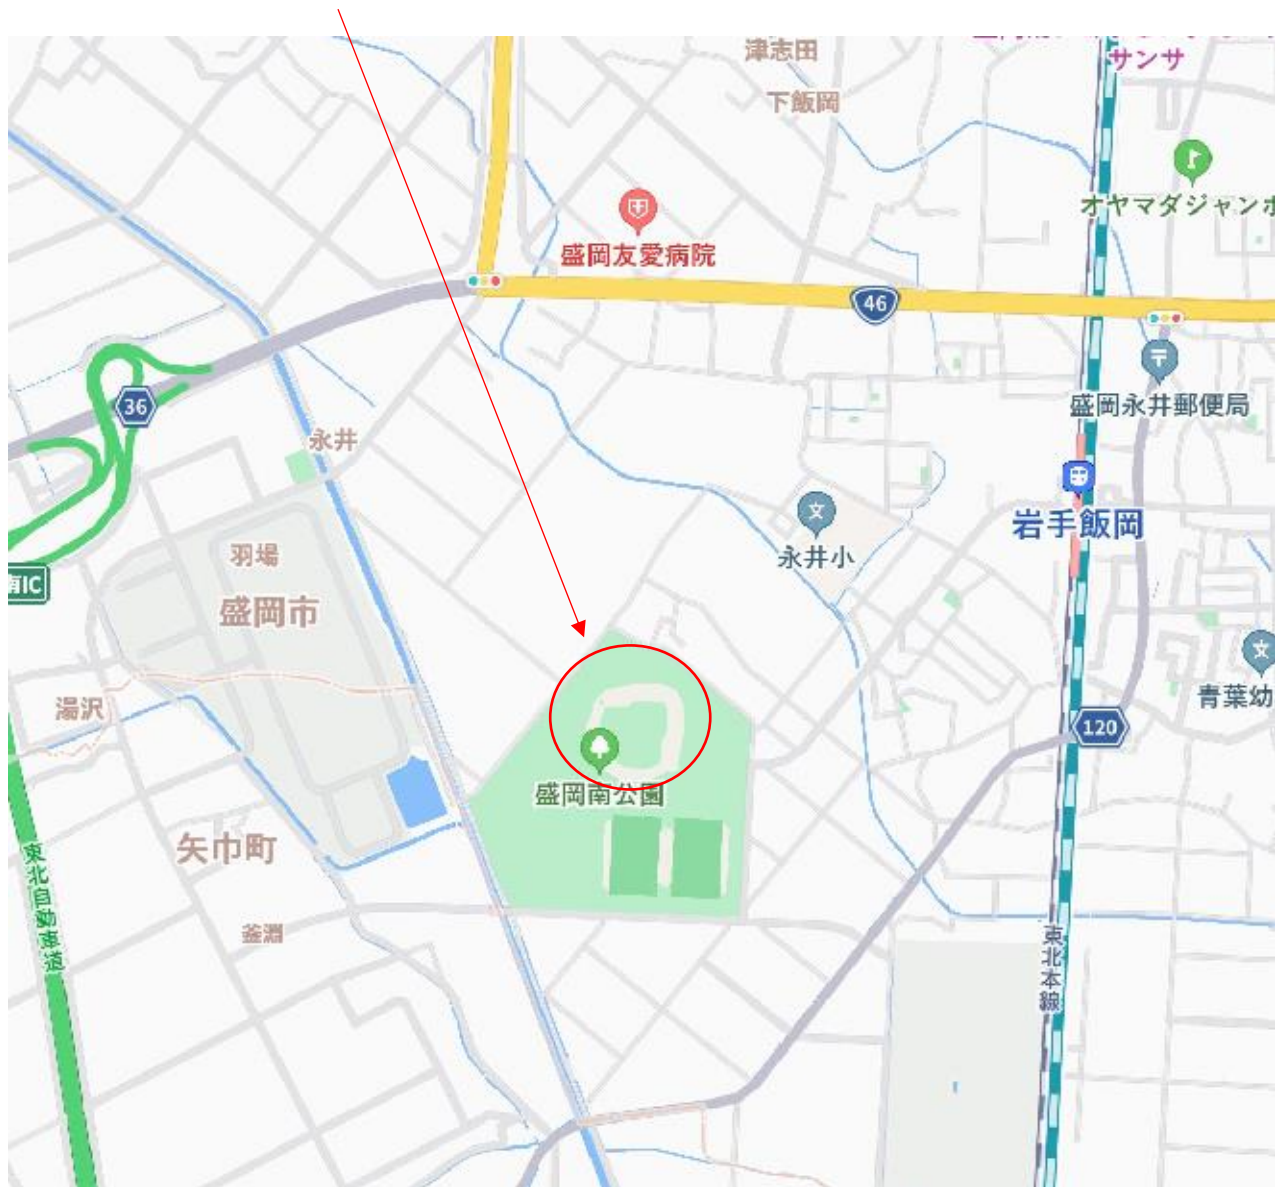 津志田
サンサ
下飯岡
オヤマダジャンボ
盛岡友愛病院
46
36
盛岡永井郵便局
永井
文
岩手飯岡
永井小
羽場
南IC
盛岡市
文
湯沢
青葉幼
120
盛岡南公園
矢巾町
東北自動車道
釜淵
東北本線